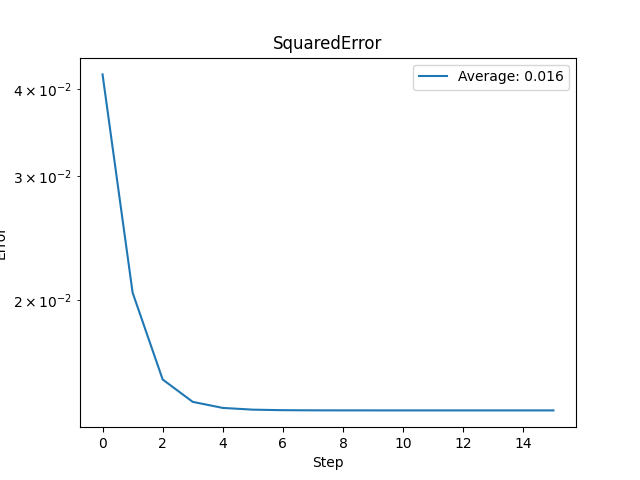 SquaredError
Average: 0.016
4 × 10⁻²
3 × 10⁻²
2 × 10⁻²
Error
0 2 4 6 8 10 12 14
Step